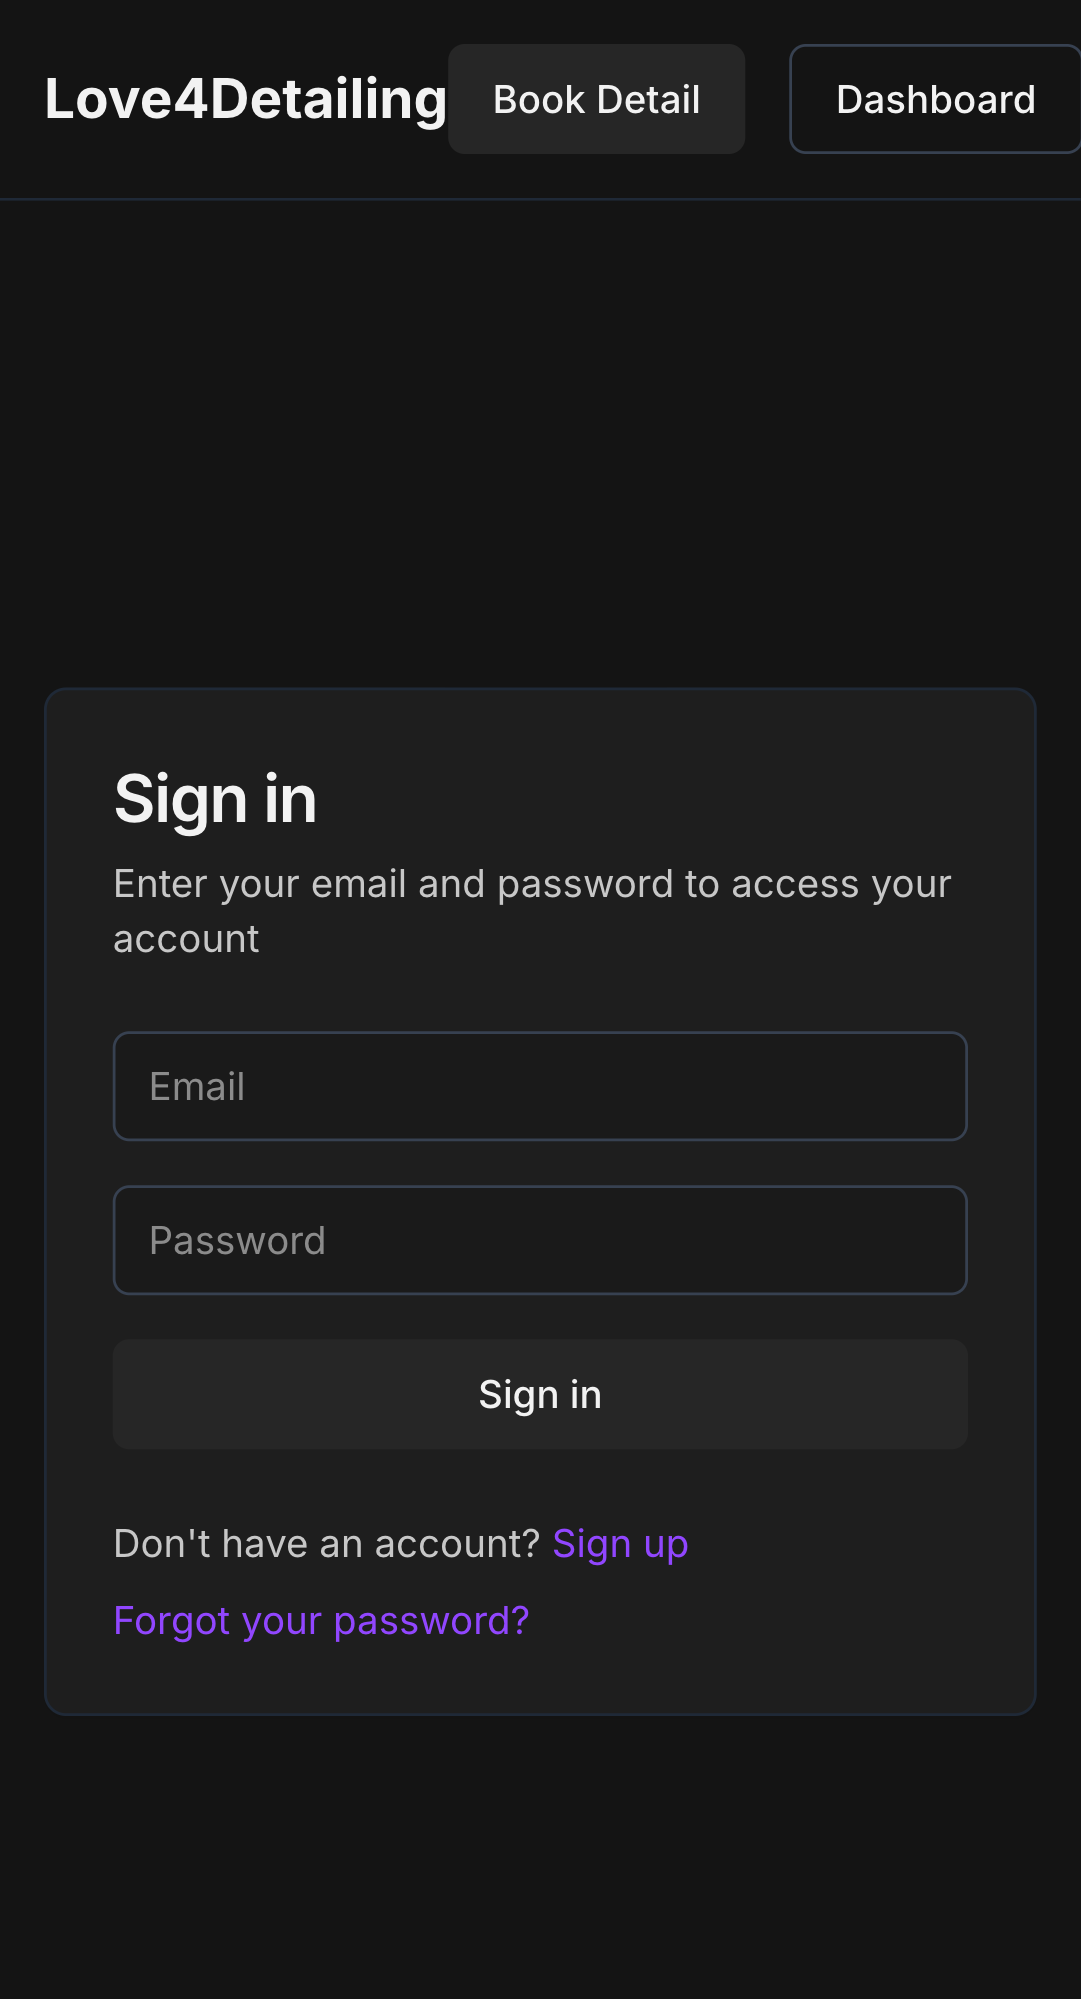 Love4Detailing Book Detail Dashboard
Sign in
Enter your email and password to access your
account
Email
Password
Sign in
Don't have an account? Sign up
Forgot your password?